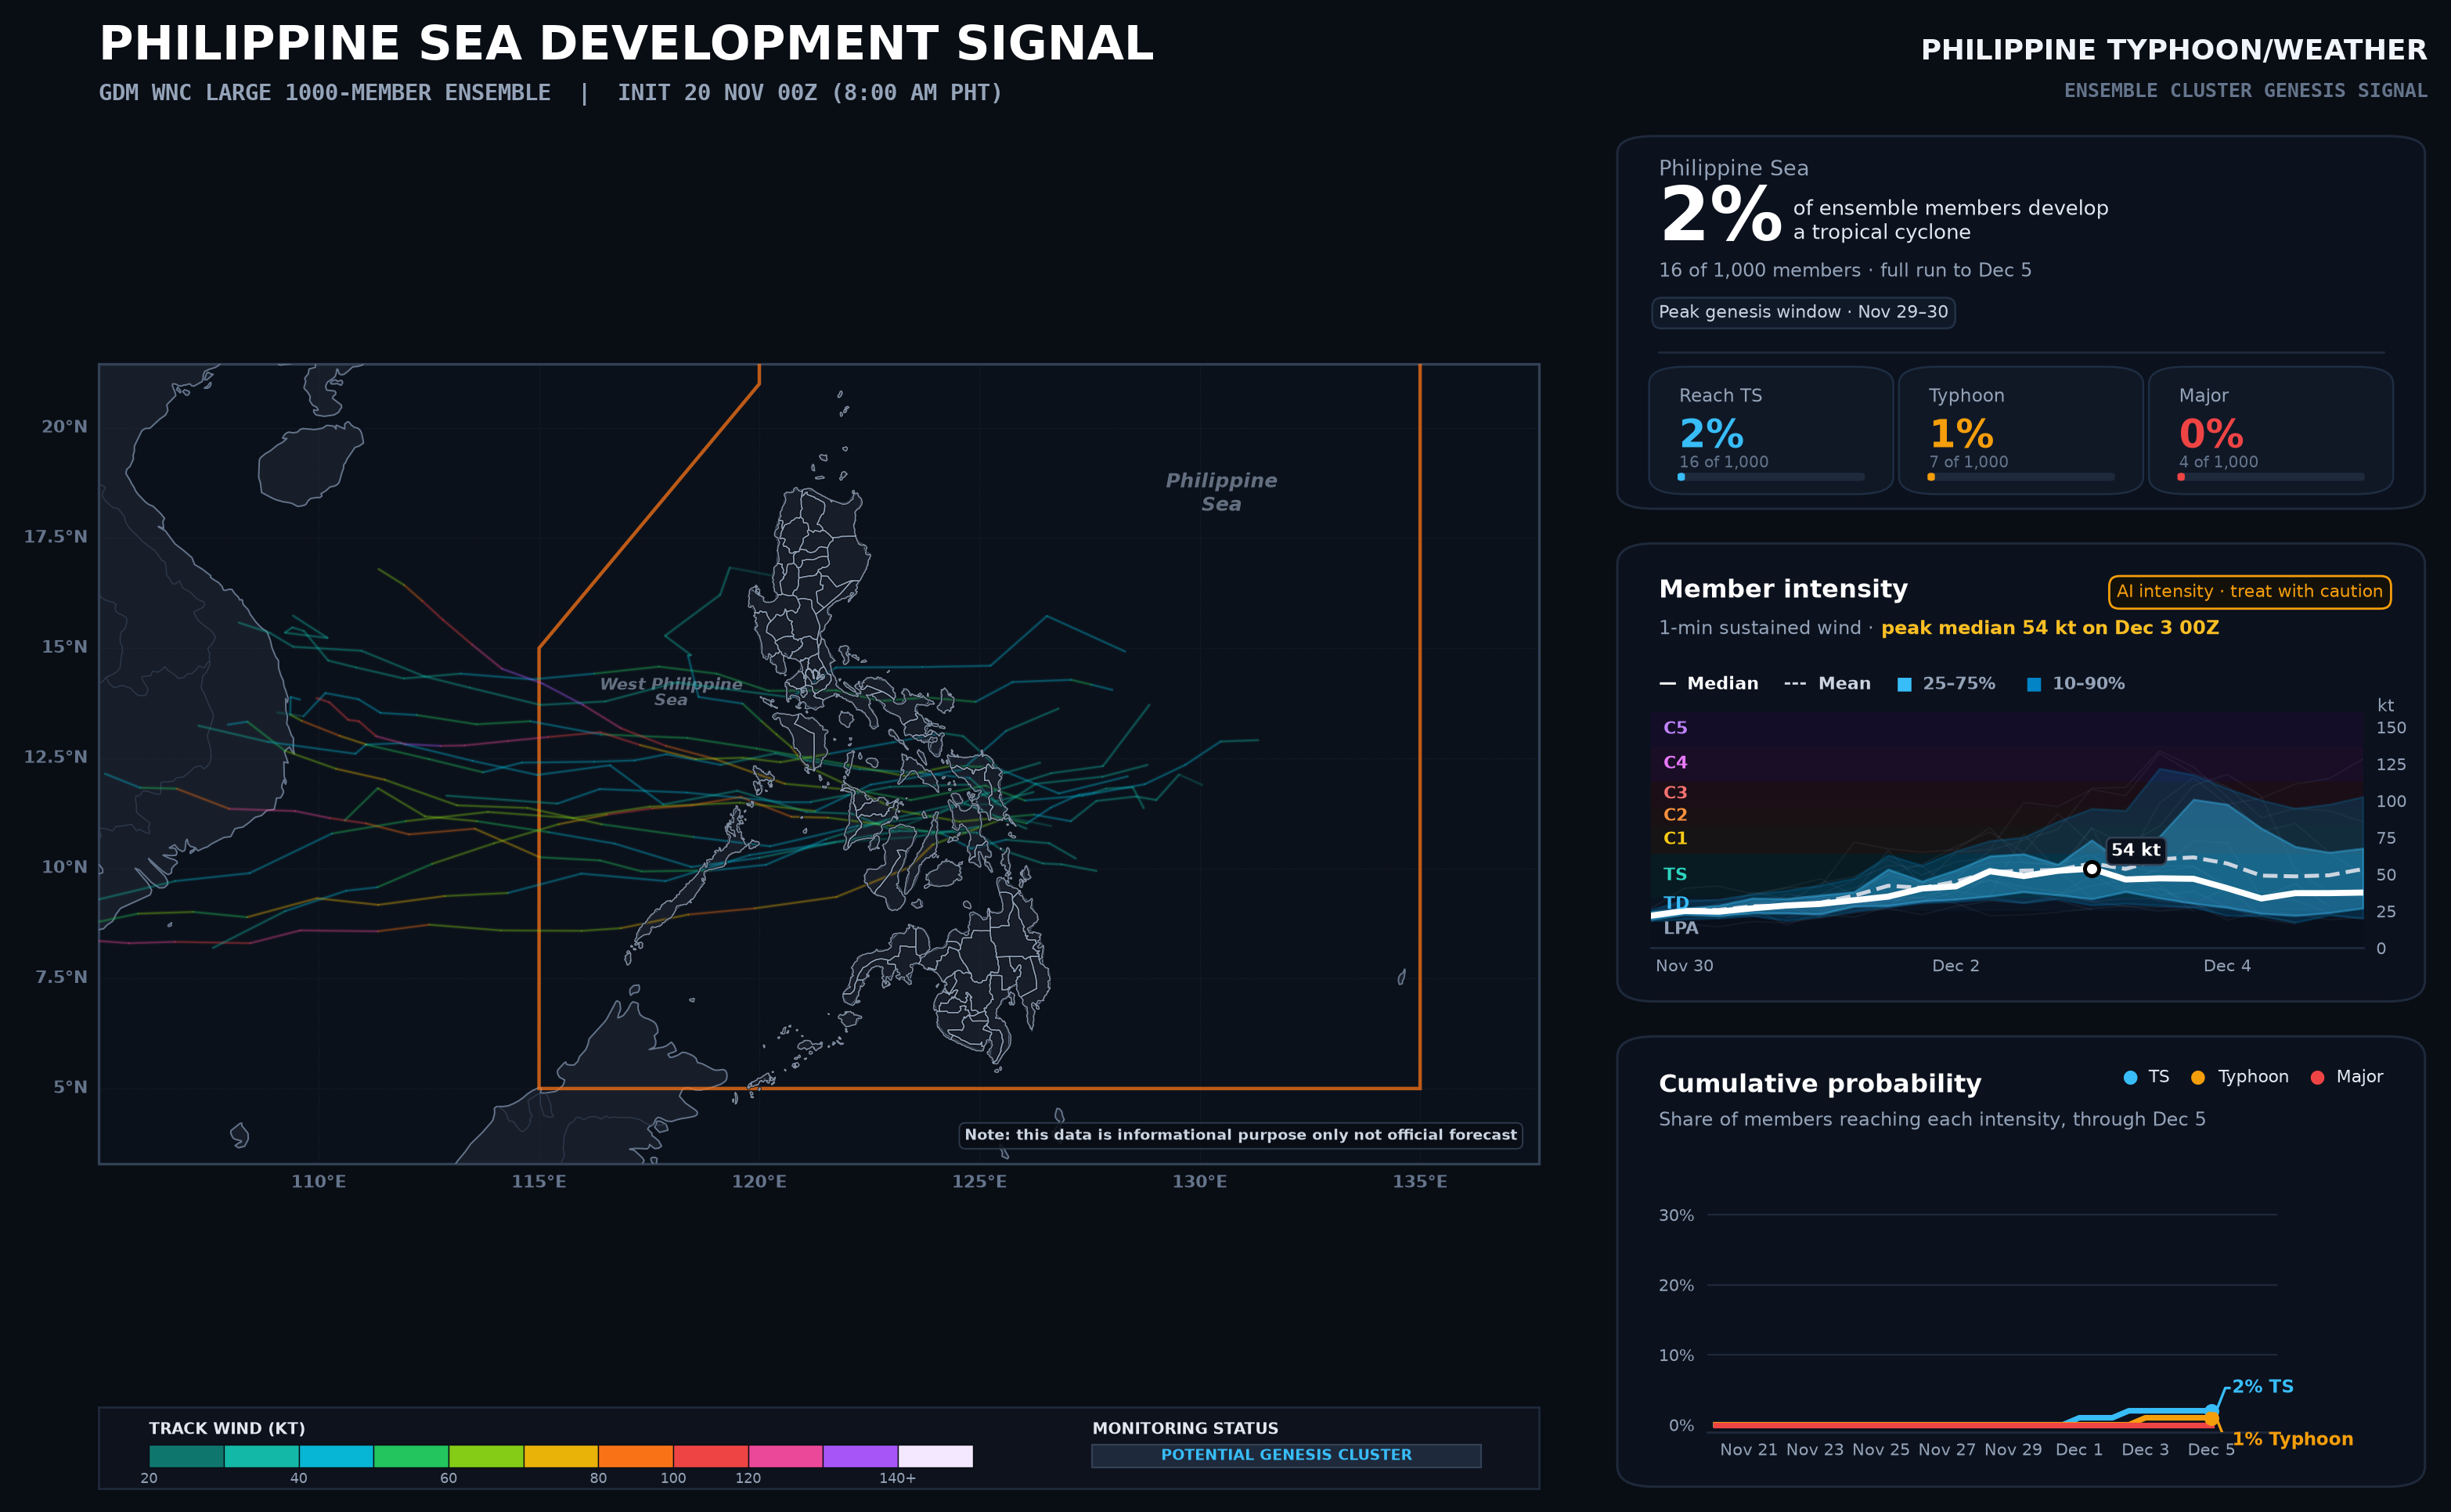 PHILIPPINE SEA DEVELOPMENT SIGNAL
GDM WNC LARGE 1000-MEMBER ENSEMBLE | INIT 20 NOV 00Z (8:00 AM PHT)
PHILIPPINE TYPHOON/WEATHER
ENSEMBLE CLUSTER GENESIS SIGNAL
20°N
17.5°N
15°N
12.5°N
10°N
7.5°N
5°N
Philippine
Sea
West Philippine
Sea
Note: this data is informational purpose only not official forecast
110°E 115°E 120°E 125°E 130°E 135°E
TRACK WIND (KT)
20 40 60 80 100 120 140+
MONITORING STATUS
POTENTIAL GENESIS CLUSTER
Philippine Sea
2% of ensemble members develop
a tropical cyclone
16 of 1,000 members · full run to Dec 5
Peak genesis window · Nov 29–30
Reach TS
2%
16 of 1,000
Typhoon
1%
7 of 1,000
Major
0%
4 of 1,000
Member intensity
AI intensity · treat with caution
1-min sustained wind · peak median 54 kt on Dec 3 00Z
Median Mean 25–75% 10–90%
kt
C5 150
C4 125
C3 100
C2
C1 75
54 kt
TS 50
TD 25
LPA 0
Nov 30 Dec 2 Dec 4
Cumulative probability
TS Typhoon Major
Share of members reaching each intensity, through Dec 5
30%
20%
10%
2% TS
0%
1% Typhoon
Nov 21 Nov 23 Nov 25 Nov 27 Nov 29 Dec 1 Dec 3 Dec 5